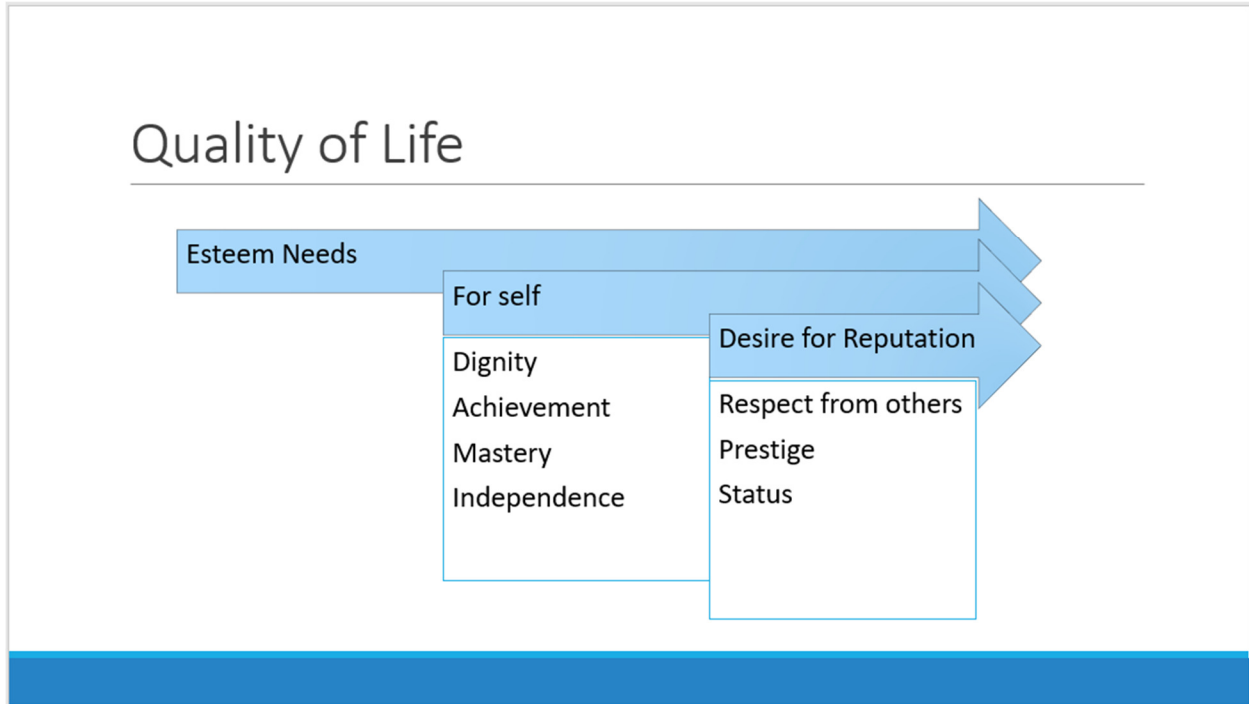 Quality of Life
Esteem Needs
For self
Dignity
Achievement
Mastery
Independence
Desire for Reputation
Respect from others
Prestige
Status